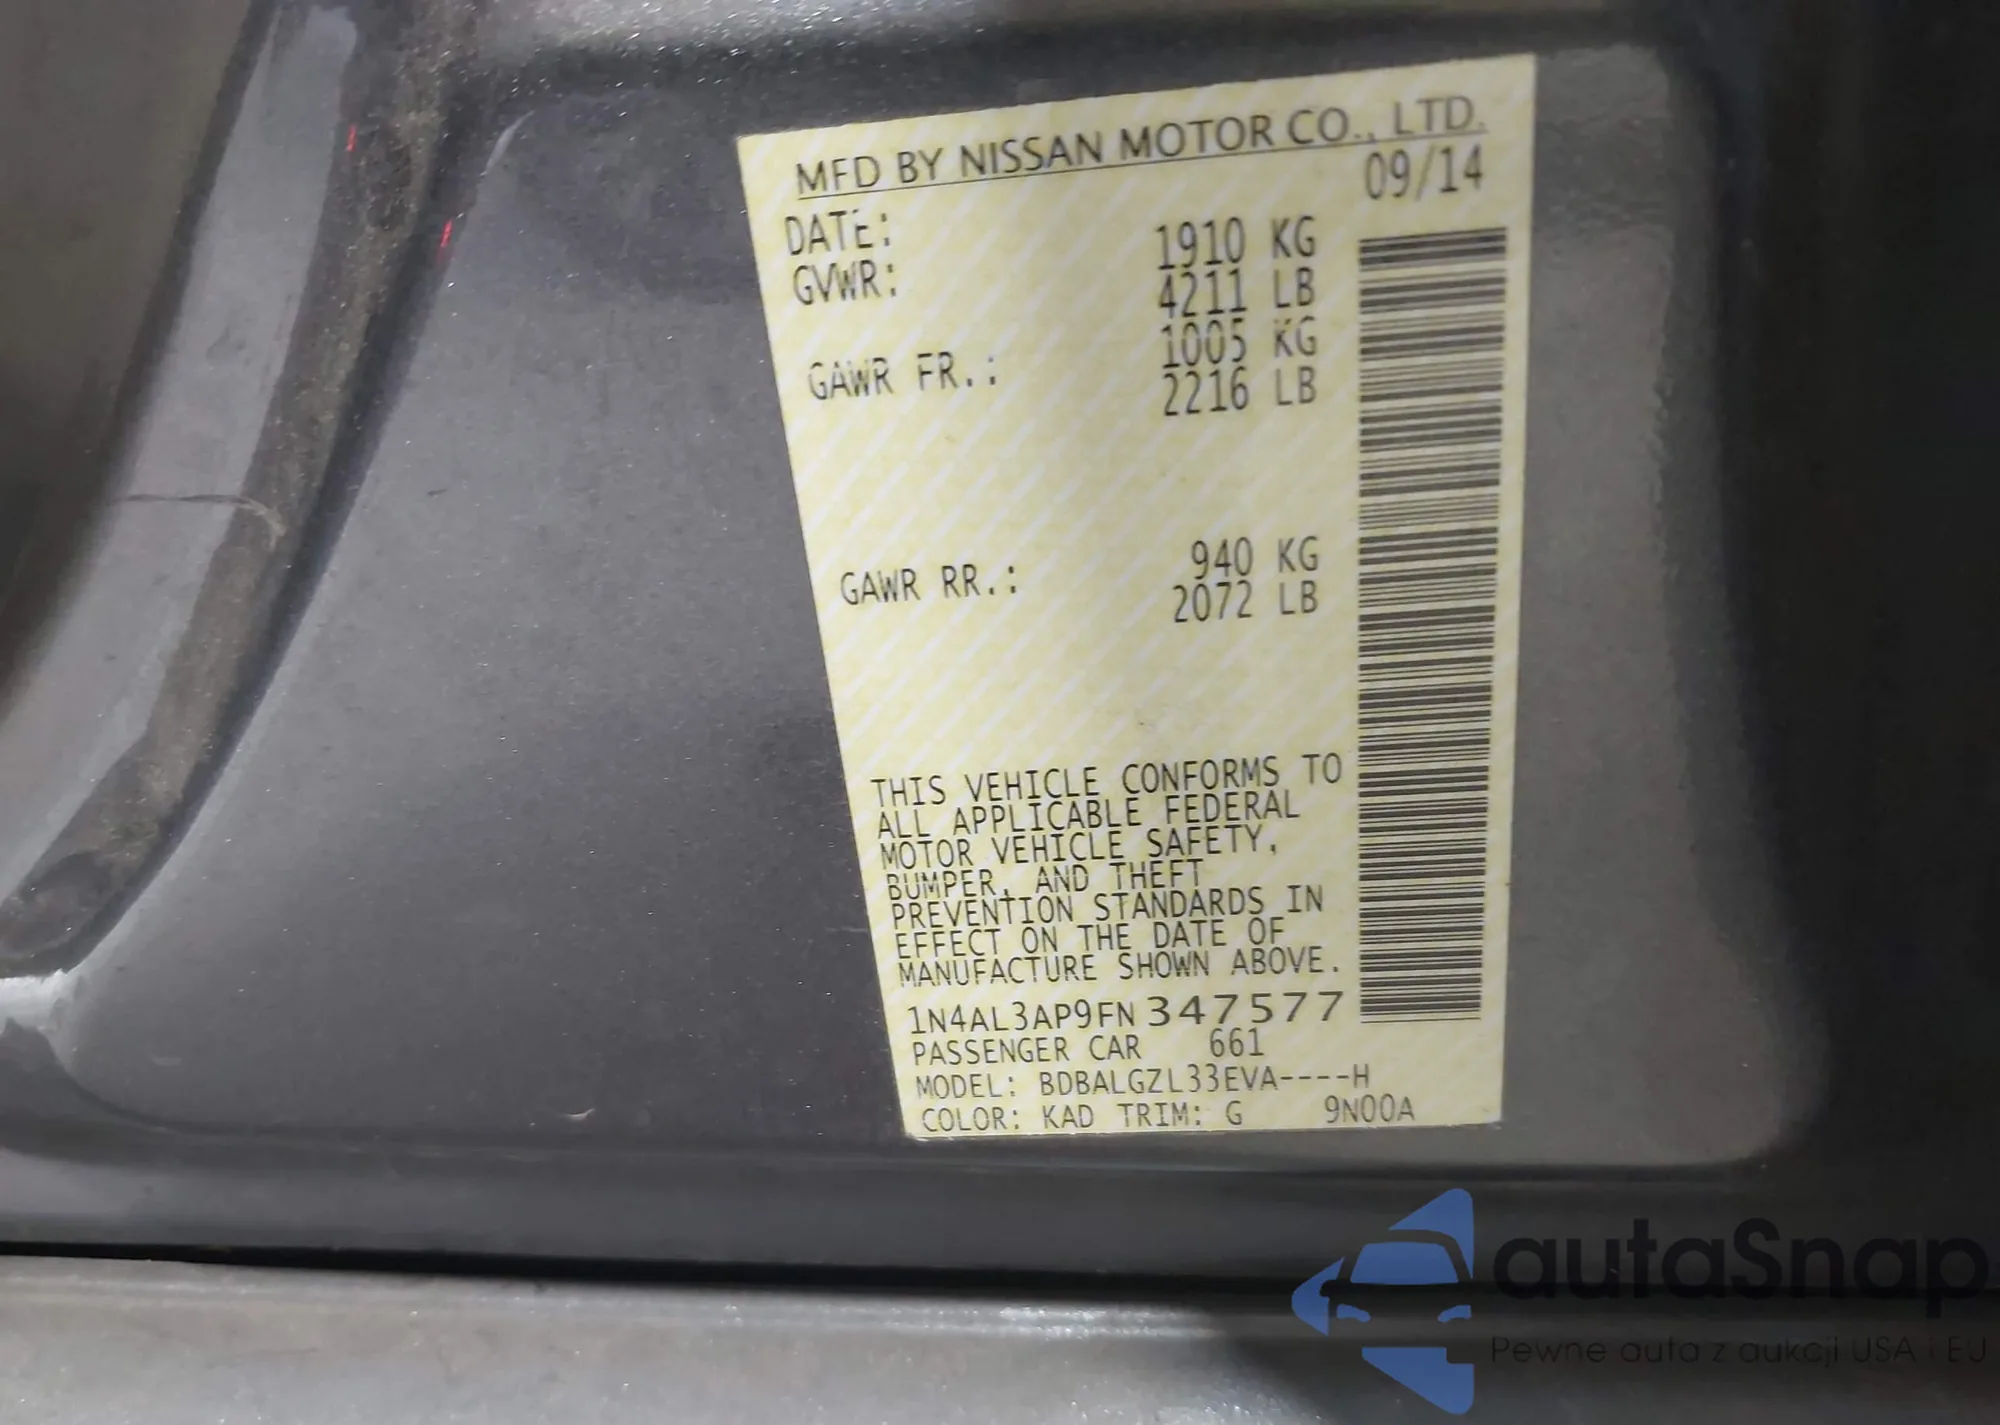 MFD BY NISSAN MOTOR CO., LTD.
DATE: 09/14
GVWR: 1910 KG
4211 LB
GAWR FR.: 1005 KG
2216 LB
GAWR RR.: 940 KG
2072 LB
THIS VEHICLE CONFORMS TO
ALL APPLICABLE FEDERAL
MOTOR VEHICLE SAFETY,
BUMPER, AND THEFT
PREVENTION STANDARDS IN
EFFECT ON THE DATE OF
MANUFACTURE SHOWN ABOVE.
1N4AL3AP9FN347577
PASSENGER CAR 661
MODEL: BDBALGZL33EVA----H
COLOR: KAD TRIM: G 9N00A
autaSnap
Pewne auta z aukcji USA i EU